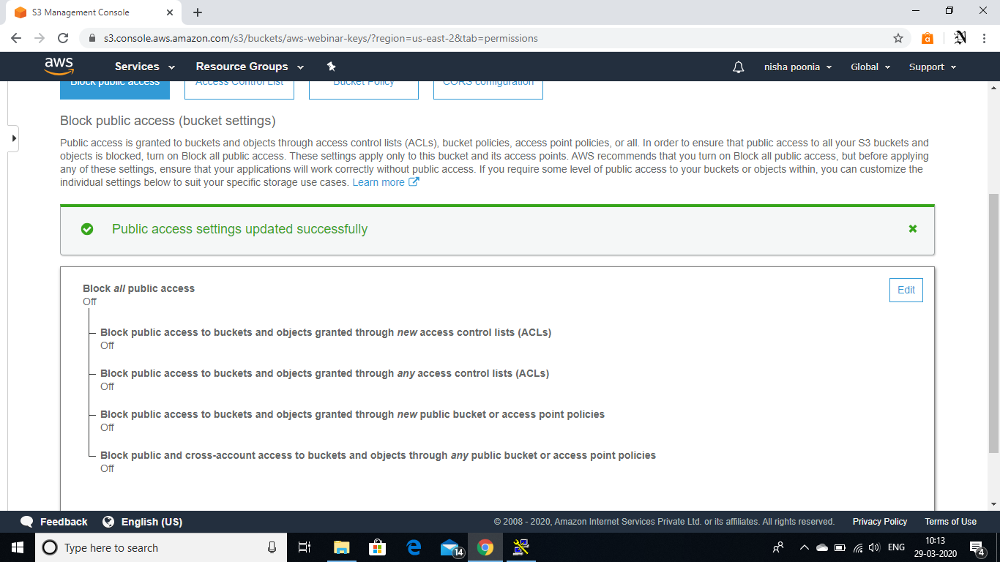 S3 Management Console
s3.console.aws.amazon.com/s3/buckets/aws-webinar-keys/?region=us-east-2&tab=permissions
aws
Services
Resource Groups
nisha poonia
Global
Support
Block public access
Access Control List
Bucket Policy
CORS configuration
Block public access (bucket settings)
Public access is granted to buckets and objects through access control lists (ACLs), bucket policies, access point policies, or all. In order to ensure that public access to all your S3 buckets and
objects is blocked, turn on Block all public access. These settings apply only to this bucket and its access points. AWS recommends that you turn on Block all public access, but before applying
any of these settings, ensure that your applications will work correctly without public access. If you require some level of public access to your buckets or objects within, you can customize the
individual settings below to suit your specific storage use cases. Learn more
Public access settings updated successfully
Block all public access
Edit
Off
Block public access to buckets and objects granted through new access control lists (ACLs)
Off
Block public access to buckets and objects granted through any access control lists (ACLs)
Off
Block public access to buckets and objects granted through new public bucket or access point policies
Off
Block public and cross-account access to buckets and objects through any public bucket or access point policies
Off
Feedback
English (US)
© 2008 - 2020, Amazon Internet Services Private Ltd. or its affiliates. All rights reserved.
Privacy Policy
Terms of Use
Type here to search
14
ENG
10:13
29-03-2020
4